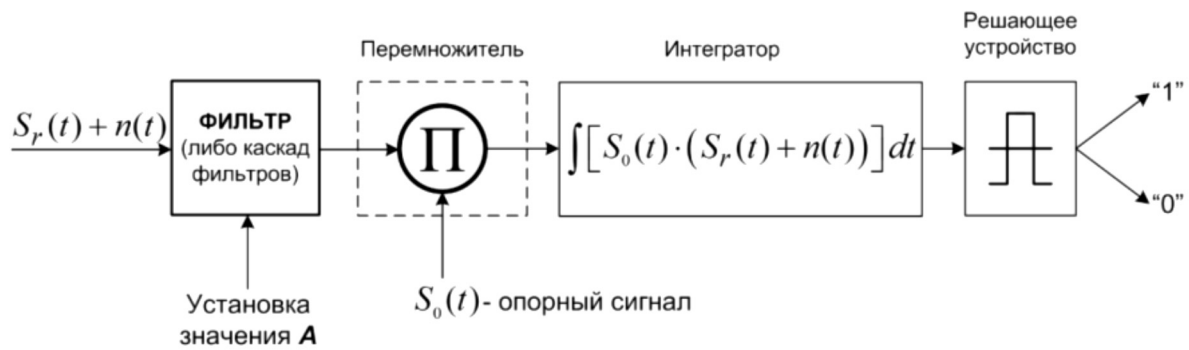 Перемножитель
Интегратор
Решающее
устройство
S_r(t) + n(t)
ФИЛЬТР
(либо каскад
фильтров)
П
∫[S_0(t)·(S_r(t) + n(t))]dt
“1”
“0”
Установка
значения A
S_0(t) - опорный сигнал